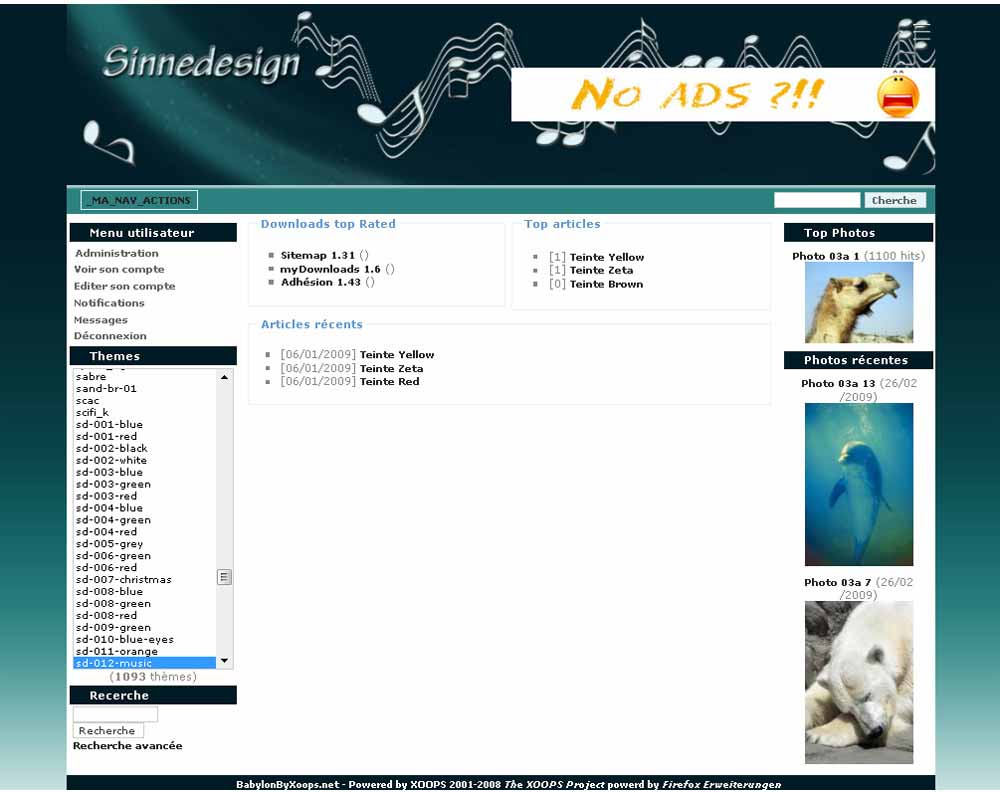 Sinnedesign
No ADS ?!!
_MA_NAV_ACTIONS
Cherche
Menu utilisateur
Administration
Voir son compte
Editer son compte
Notifications
Messages
Déconnexion
Themes
sabre
sand-br-01
scac
scifi_k
sd-001-blue
sd-001-red
sd-002-black
sd-002-white
sd-003-blue
sd-003-green
sd-003-red
sd-004-blue
sd-004-green
sd-004-red
sd-005-grey
sd-006-green
sd-006-red
sd-007-christmas
sd-008-blue
sd-008-green
sd-008-red
sd-009-green
sd-010-blue-eyes
sd-011-orange
sd-012-music
(1093 thèmes)
Recerche
Recherche
Recherche avancée
Downloads top Rated
Sitemap 1.31 ()
myDownloads 1.6 ()
Adhésion 1.43 ()
Top articles
[1] Teinte Yellow
[1] Teinte Zeta
[0] Teinte Brown
Articles récents
[06/01/2009] Teinte Yellow
[06/01/2009] Teinte Zeta
[06/01/2009] Teinte Red
Top Photos
Photo 03a 1 (1100 hits)
Photos récentes
Photo 03a 13 (26/02
/2009)
Photo 03a 7 (26/02
/2009)
BabylonByXoops.net - Powered by XOOPS 2001-2008 The XOOPS Project powerd by Firefox Erweiterungen